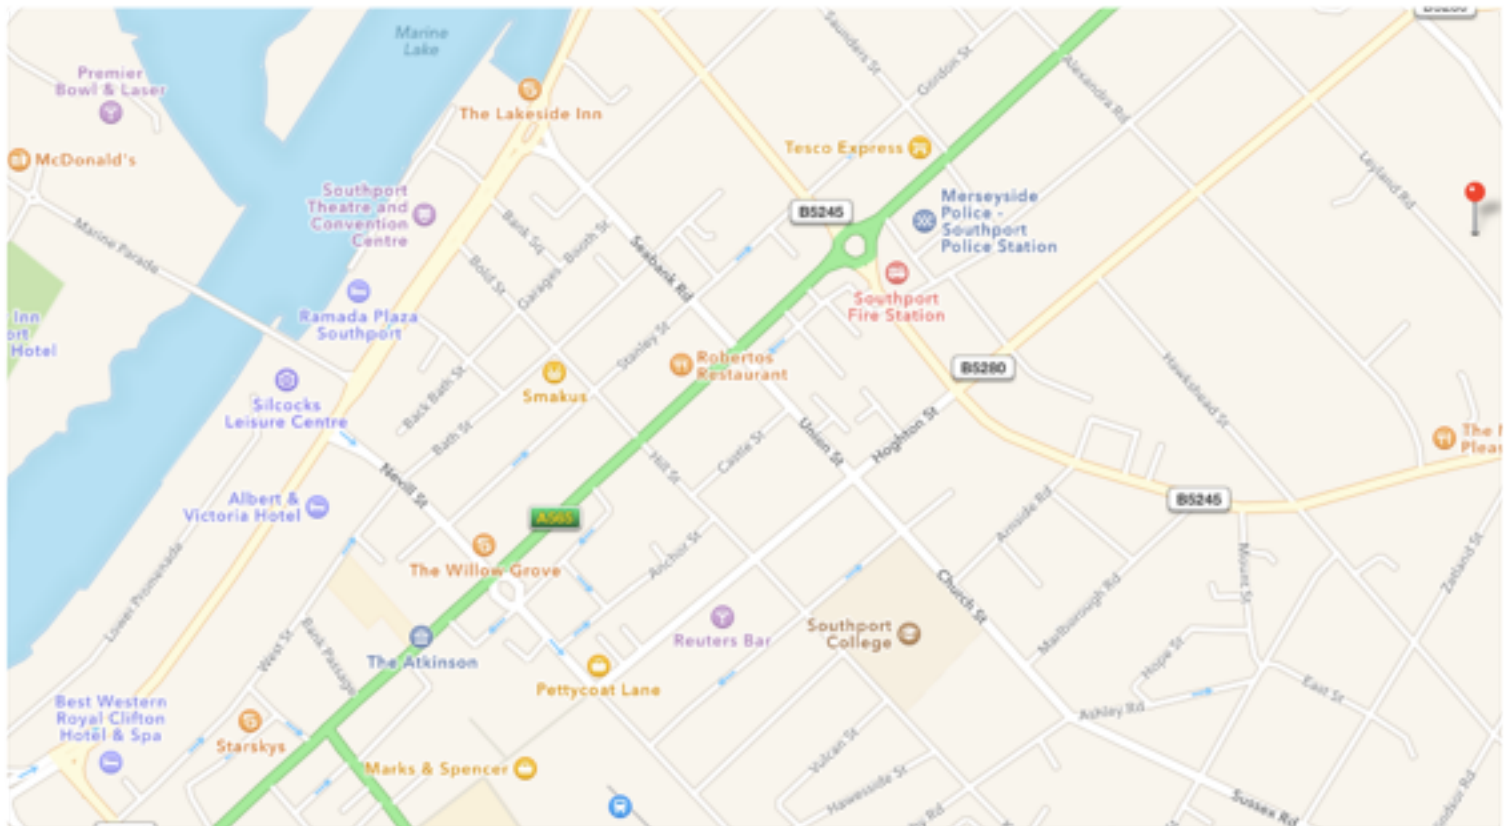 Marine
Lake
B5280
Premier
Bowl & Laser
The Lakeside Inn
McDonald's
Saunders St
Gordon St
Alexandra Rd
Tesco Express
Leyland Rd
Southport
Theatre and
Convention
Centre
B5245
Merseyside
Police -
Southport
Police Station
Marine Parade
Bank Sq
Booth St
Garages
Bold St
Seabank Rd
Southport
Fire Station
Ramada Plaza
Southport
Inn
ort
Hotel
Stanley St
Robertos
Restaurant
B5280
Smakus
Silcocks
Leisure Centre
Back Bath St
Bath St
Hawkshead St
Union St
Hoghton St
Castle St
Hill St
Nevill St
Albert &
Victoria Hotel
A565
B5245
Arnside Rd
The Willow Grove
Anchor St
Mount St
Zetland St
Lower Promenade
Church St
Marlborough Rd
West St
Bank Passage
The Atkinson
Reuters Bar
Southport
College
Hope St
Pettycoat Lane
East St
Ashley Rd
Best Western
Royal Clifton
Hotel & Spa
Starskys
Marks & Spencer
Vulcan St
Hawesside St
Sussex Rd